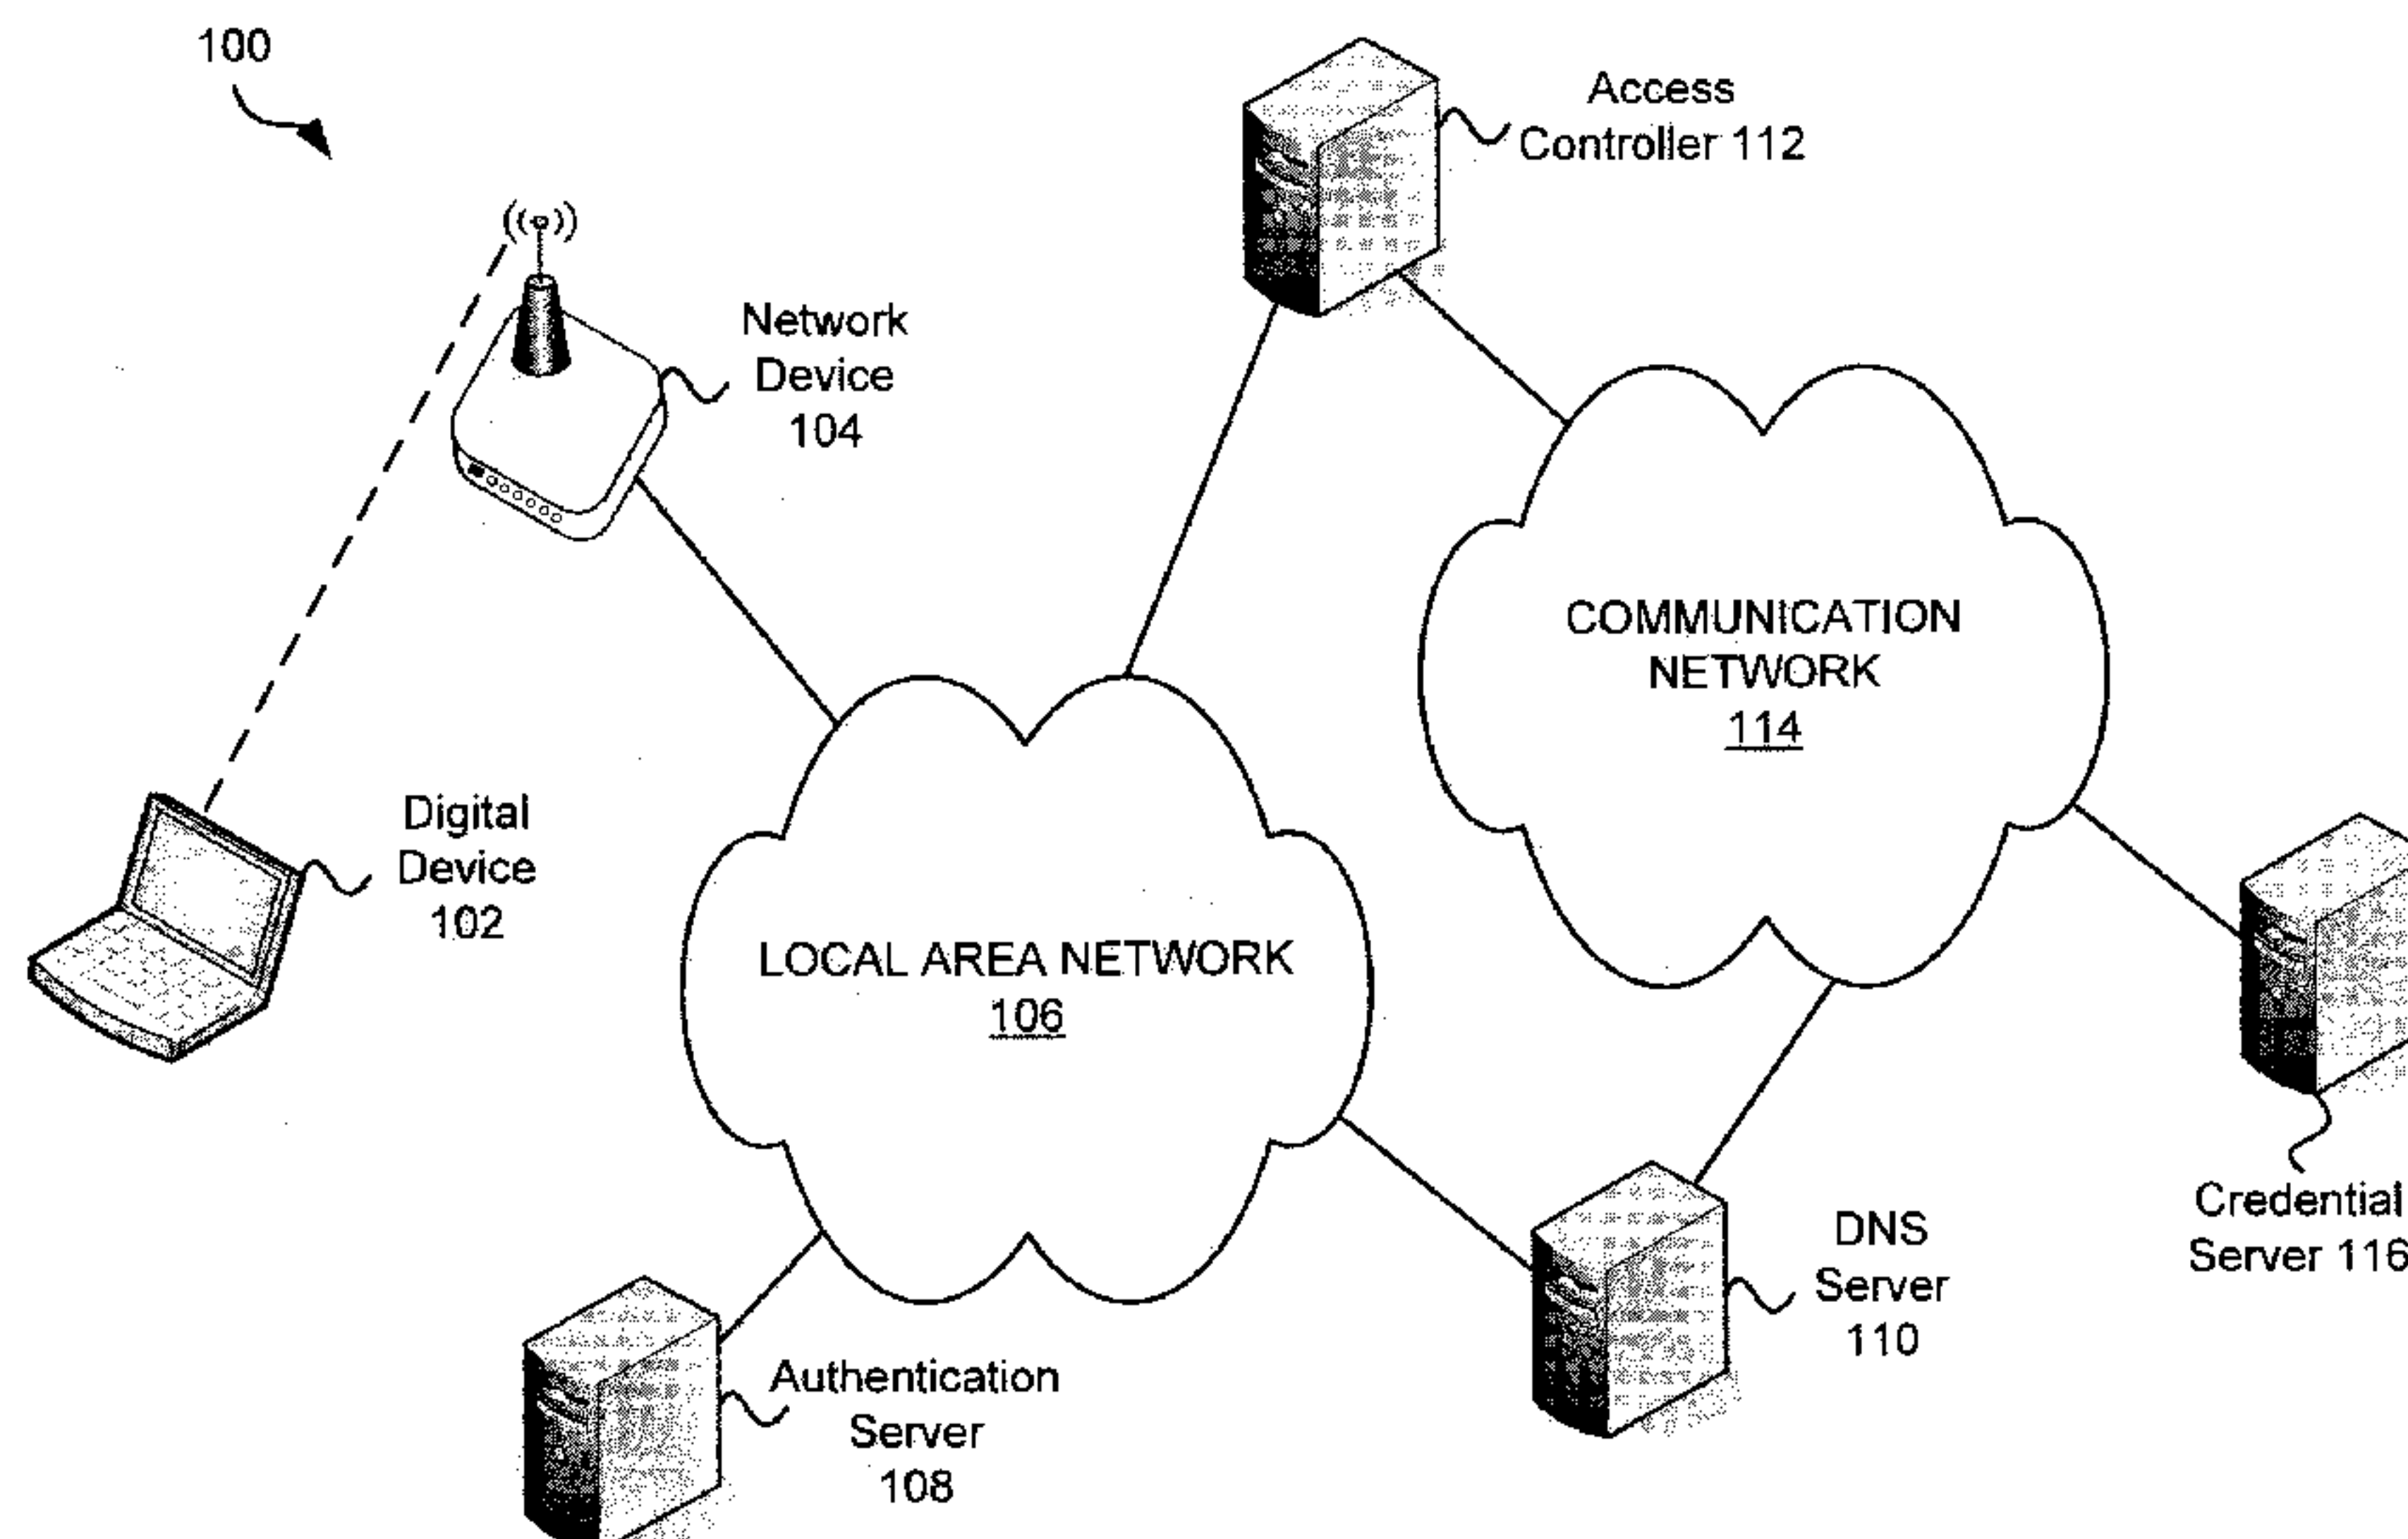 100
Access
Controller 112
Network
Device
104
COMMUNICATION
NETWORK
114
Digital
Device
102
LOCAL AREA NETWORK
106
Credential
Server 116
DNS
Server
110
Authentication
Server
108